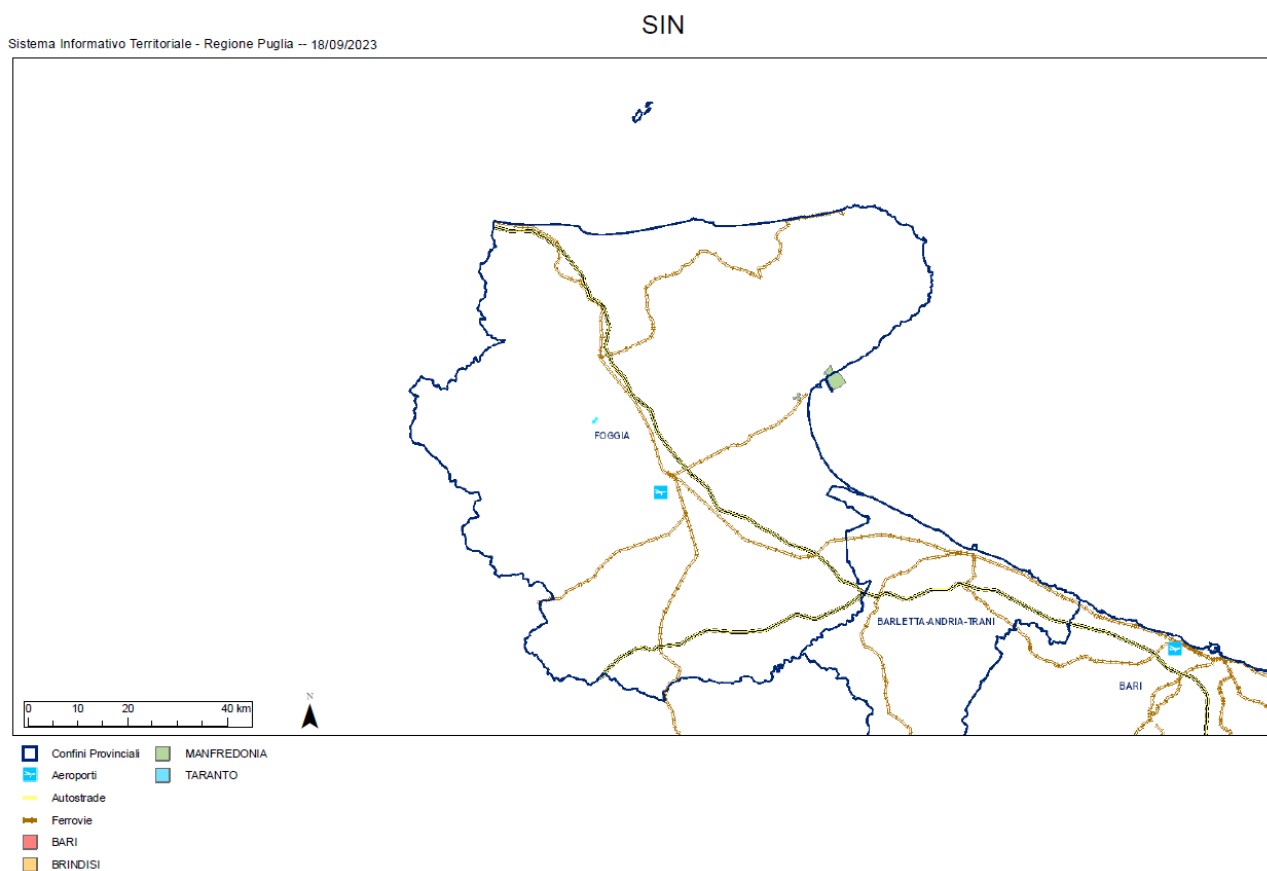 SIN
Sistema Informativo Territoriale - Regione Puglia -- 18/09/2023
FOGGIA
BARLETTA-ANDRIA-TRANI
BARI
0 10 20 40 km
N
Confini Provinciali
Aeroporti
Autostrade
Ferrovie
BARI
BRINDISI
MANFREDONIA
TARANTO